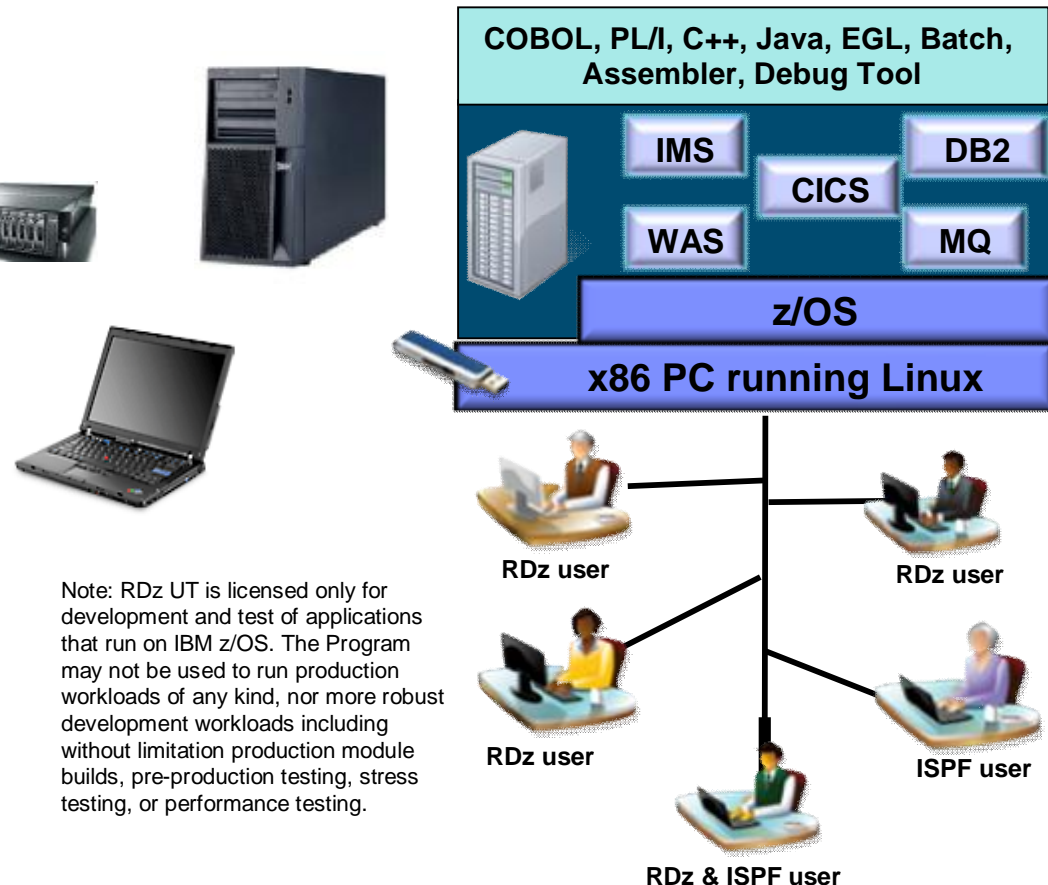 COBOL, PL/I, C++, Java, EGL, Batch,
Assembler, Debug Tool
IMS
DB2
CICS
WAS
MQ
z/OS
x86 PC running Linux
RDz user
RDz user
RDz user
ISPF user
RDz & ISPF user
Note: RDz UT is licensed only for
development and test of applications
that run on IBM z/OS. The Program
may not be used to run production
workloads of any kind, nor more robust
development workloads including
without limitation production module
builds, pre-production testing, stress
testing, or performance testing.